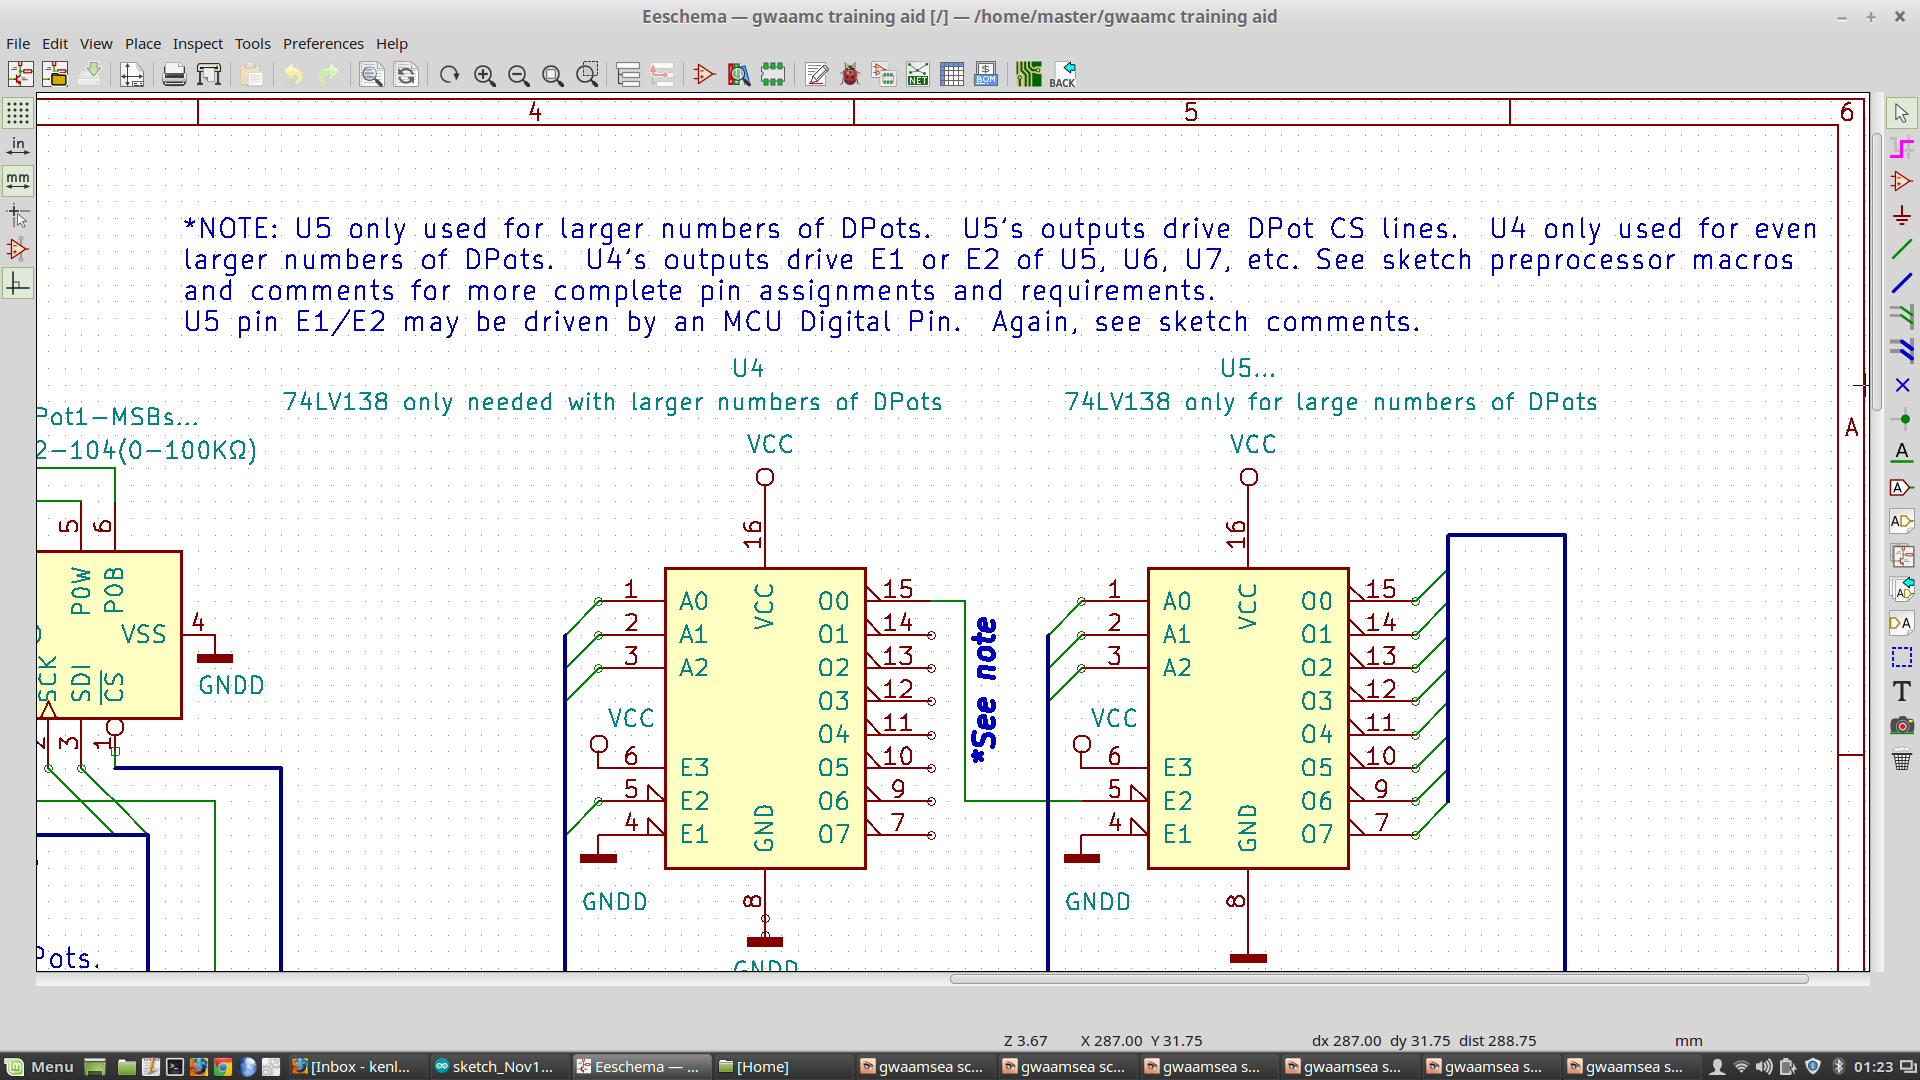 Eeschema — gwaamc training aid [/] — /home/master/gwaamc training aid
File Edit View Place Inspect Tools Preferences Help
NET BOM BACK
in
mm
4 5 6
*NOTE: U5 only used for larger numbers of DPots. U5's outputs drive DPot CS lines. U4 only used for even
larger numbers of DPots. U4's outputs drive E1 or E2 of U5, U6, U7, etc. See sketch preprocessor macros
and comments for more complete pin assignments and requirements.
U5 pin E1/E2 may be driven by an MCU Digital Pin. Again, see sketch comments.
U4 U5...
Pot1-MSBs... 74LV138 only needed with larger numbers of DPots 74LV138 only for large numbers of DPots
2-104(0-100KΩ) VCC VCC
A
5 6 16 16
P0W P0B VSS 4
SCK SDI CS GNDD
2 3 1
1 A0 VCC O0 15
2 A1 O1 14
3 A2 O2 13
O3 12
VCC O4 11
6 E3 O5 10
5 E2 O6 9
4 E1 GND O7 7
GNDD 8
GNDD
*See note
1 A0 VCC O0 15
2 A1 O1 14
3 A2 O2 13
O3 12
VCC O4 11
6 E3 O5 10
5 E2 O6 9
4 E1 GND O7 7
GNDD 8
Pots.
A
A
AD
AD
DA
T
Z 3.67 X 287.00 Y 31.75 dx 287.00 dy 31.75 dist 288.75 mm
Menu [Inbox - kenl... sketch_Nov1... Eeschema — ... [Home] gwaamsea sc... gwaamsea sc... gwaamsea s... gwaamsea s... gwaamsea s... gwaamsea s... 01:23